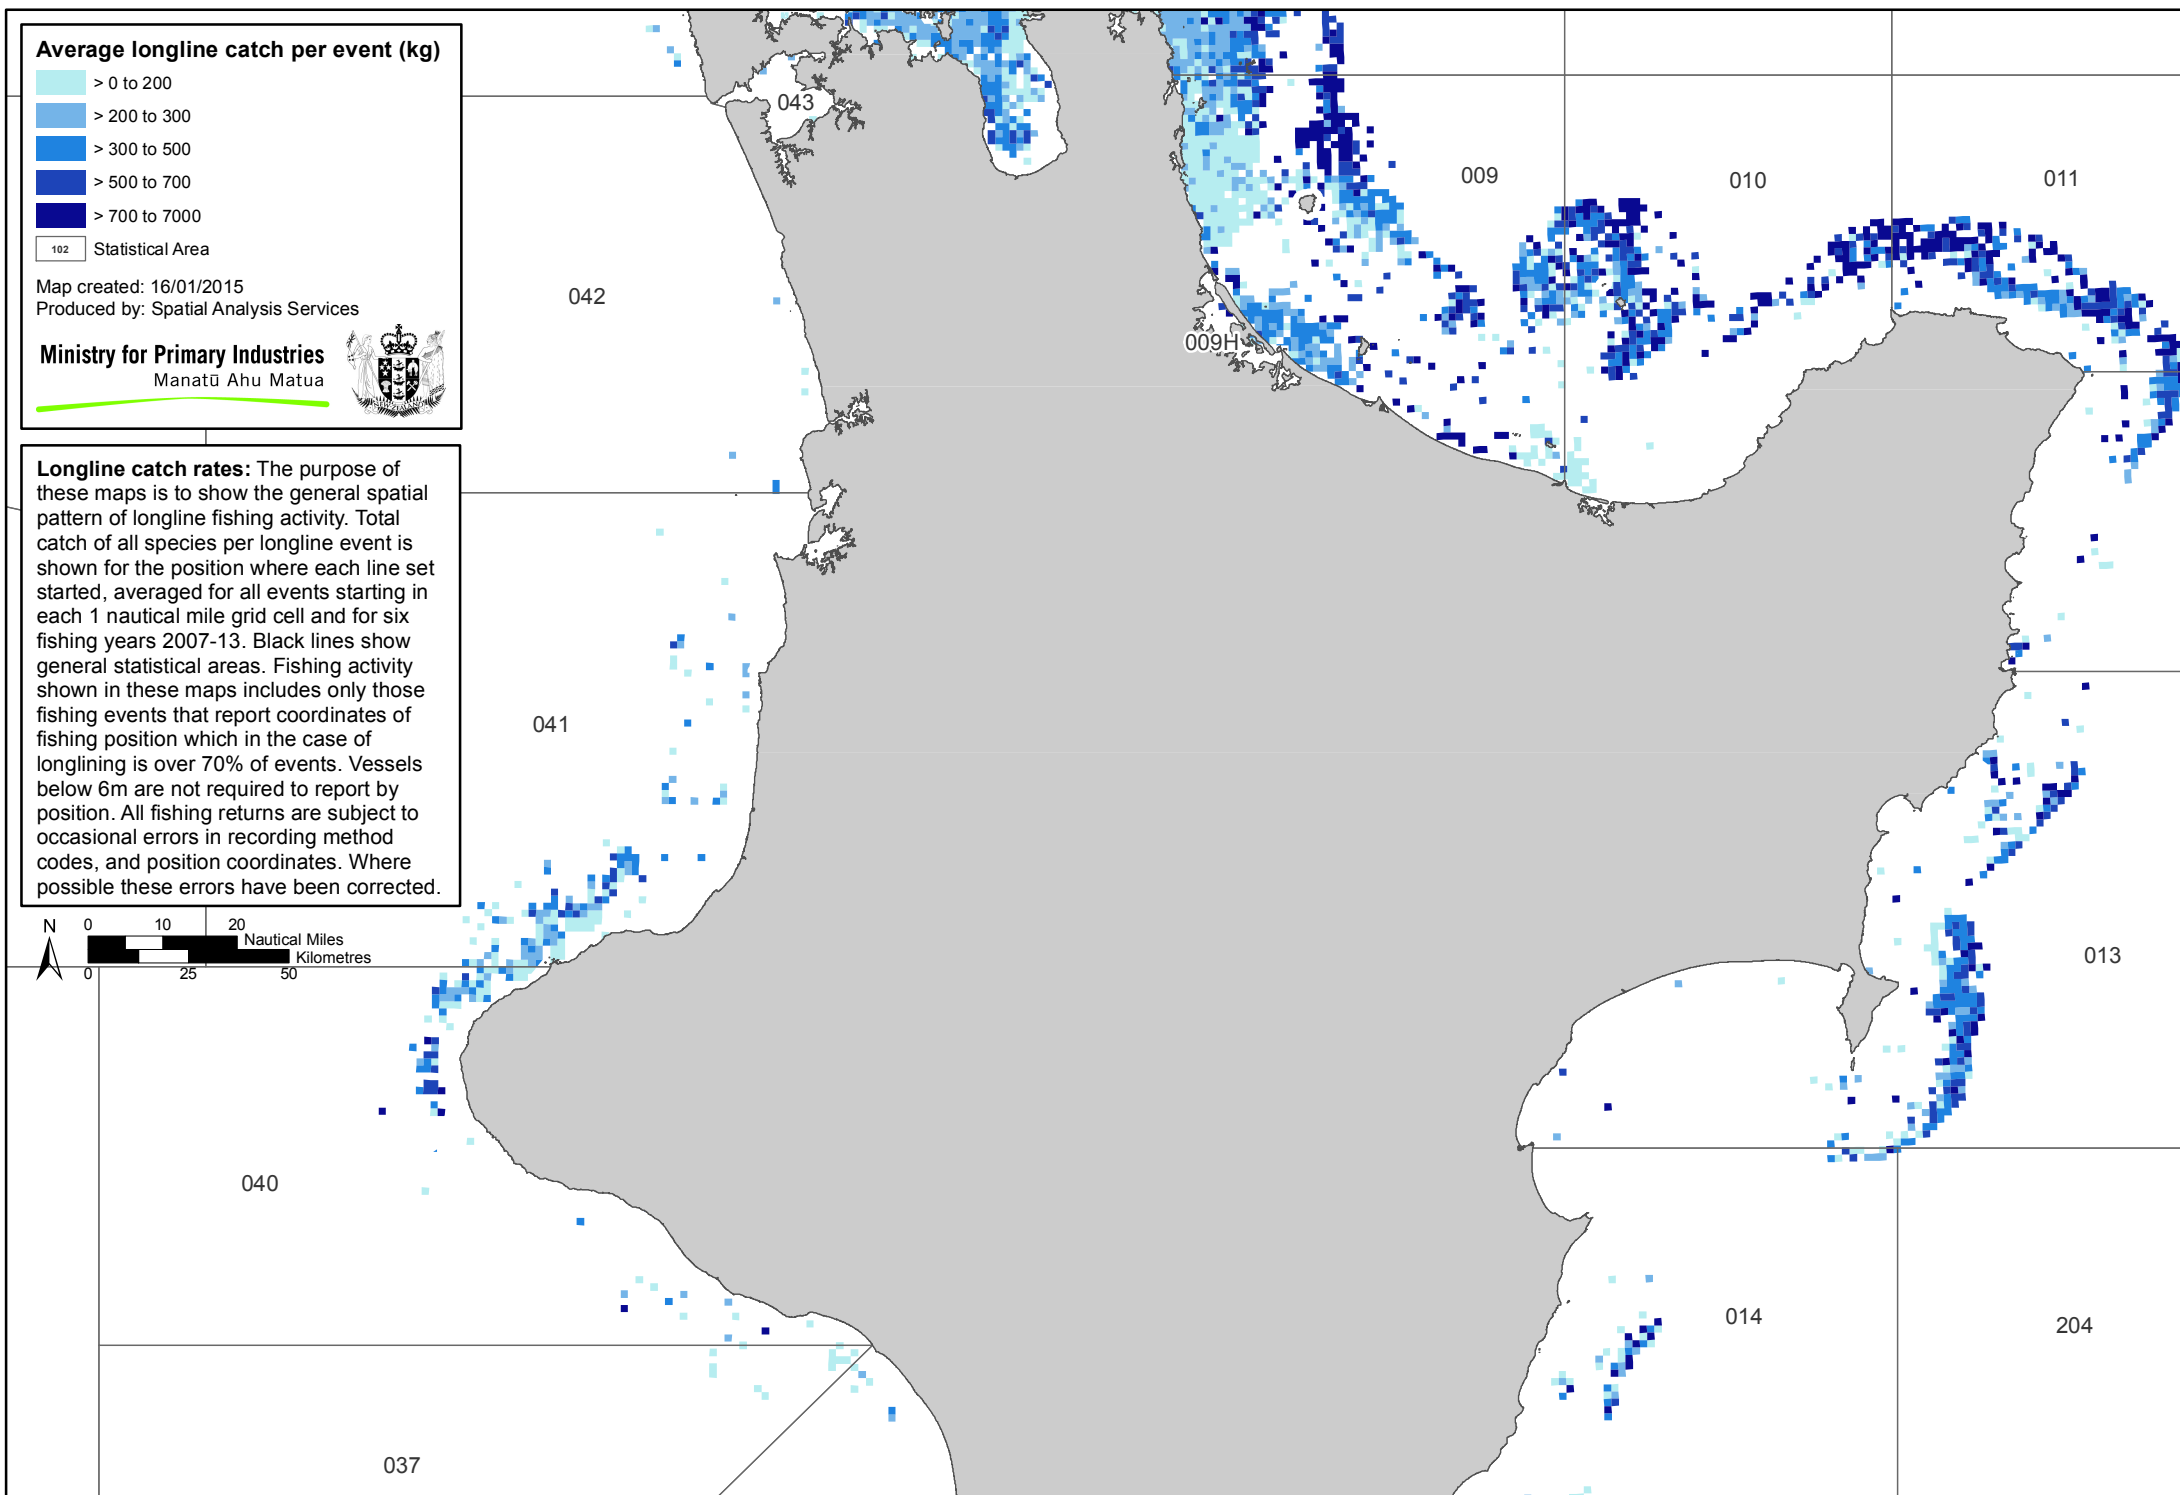 Average longline catch per event (kg)
> 0 to 200
> 200 to 300
> 300 to 500
> 500 to 700
> 700 to 7000
102 Statistical Area
Map created: 16/01/2015
Produced by: Spatial Analysis Services
Ministry for Primary Industries
Manatū Ahu Matua
NEW ZEALAND
Longline catch rates: The purpose of
these maps is to show the general spatial
pattern of longline fishing activity. Total
catch of all species per longline event is
shown for the position where each line set
started, averaged for all events starting in
each 1 nautical mile grid cell and for six
fishing years 2007-13. Black lines show
general statistical areas. Fishing activity
shown in these maps includes only those
fishing events that report coordinates of
fishing position which in the case of
longlining is over 70% of events. Vessels
below 6m are not required to report by
position. All fishing returns are subject to
occasional errors in recording method
codes, and position coordinates. Where
possible these errors have been corrected.
N
0 10 20
Nautical Miles
Kilometres
0 25 50
043
009
010
011
042
009H
041
013
040
014
204
037